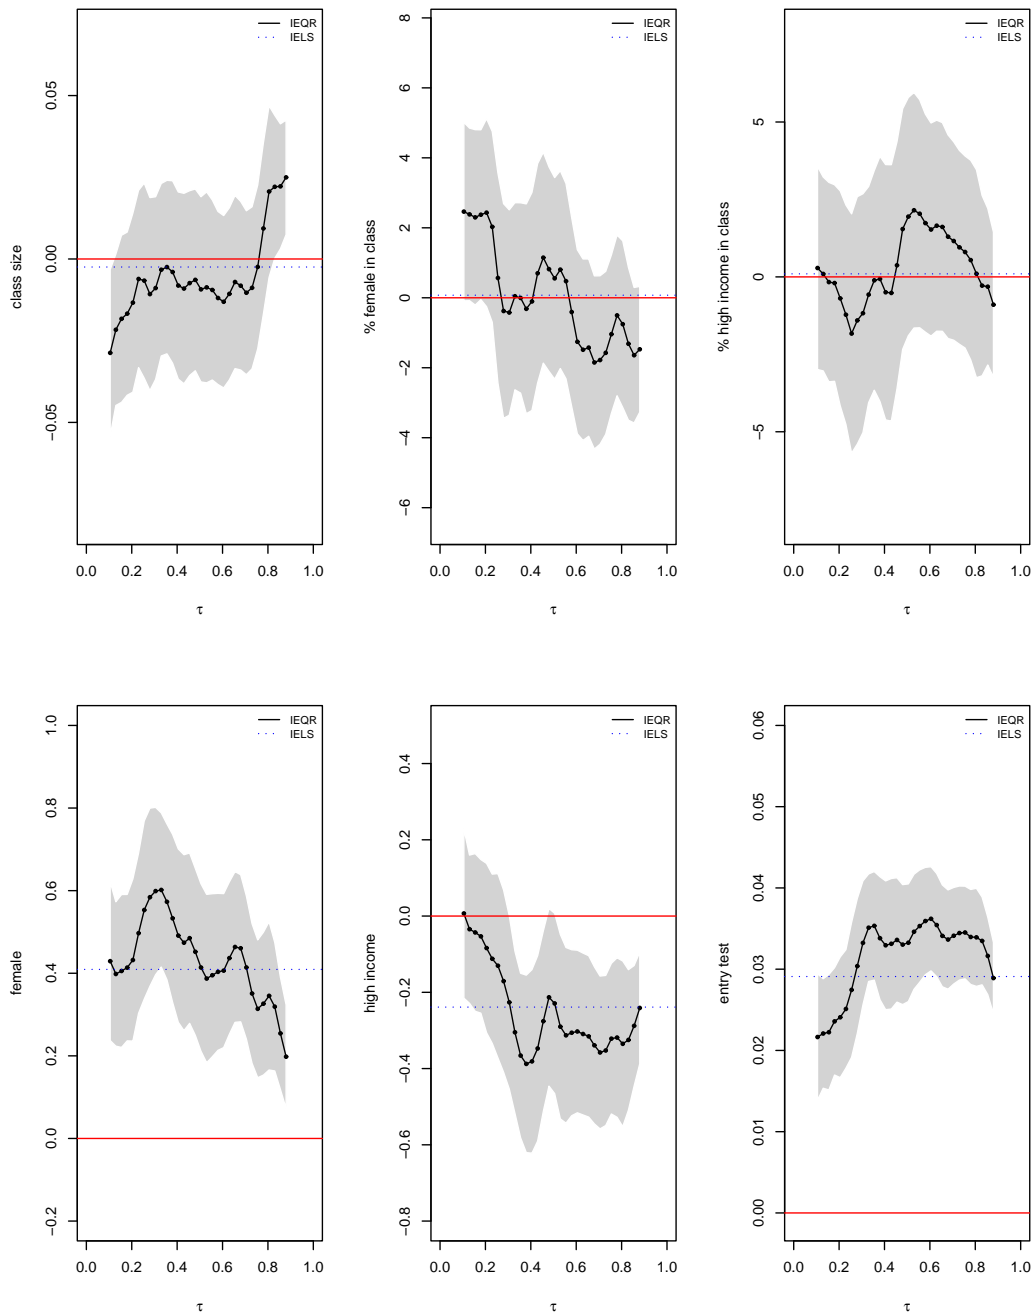 class size
0.05
0.00
−0.05
0.0 0.2 0.4 0.6 0.8 1.0
τ
IEQR
IELS
% female in class
8
6
4
2
0
−2
−4
−6
0.0 0.2 0.4 0.6 0.8 1.0
τ
IEQR
IELS
% high income in class
5
0
−5
0.0 0.2 0.4 0.6 0.8 1.0
τ
IEQR
IELS
female
1.0
0.8
0.6
0.4
0.2
0.0
−0.2
0.0 0.2 0.4 0.6 0.8 1.0
τ
IEQR
IELS
high income
0.4
0.2
0.0
−0.2
−0.4
−0.6
−0.8
0.0 0.2 0.4 0.6 0.8 1.0
τ
IEQR
IELS
entry test
0.06
0.05
0.04
0.03
0.02
0.01
0.00
0.0 0.2 0.4 0.6 0.8 1.0
τ
IEQR
IELS